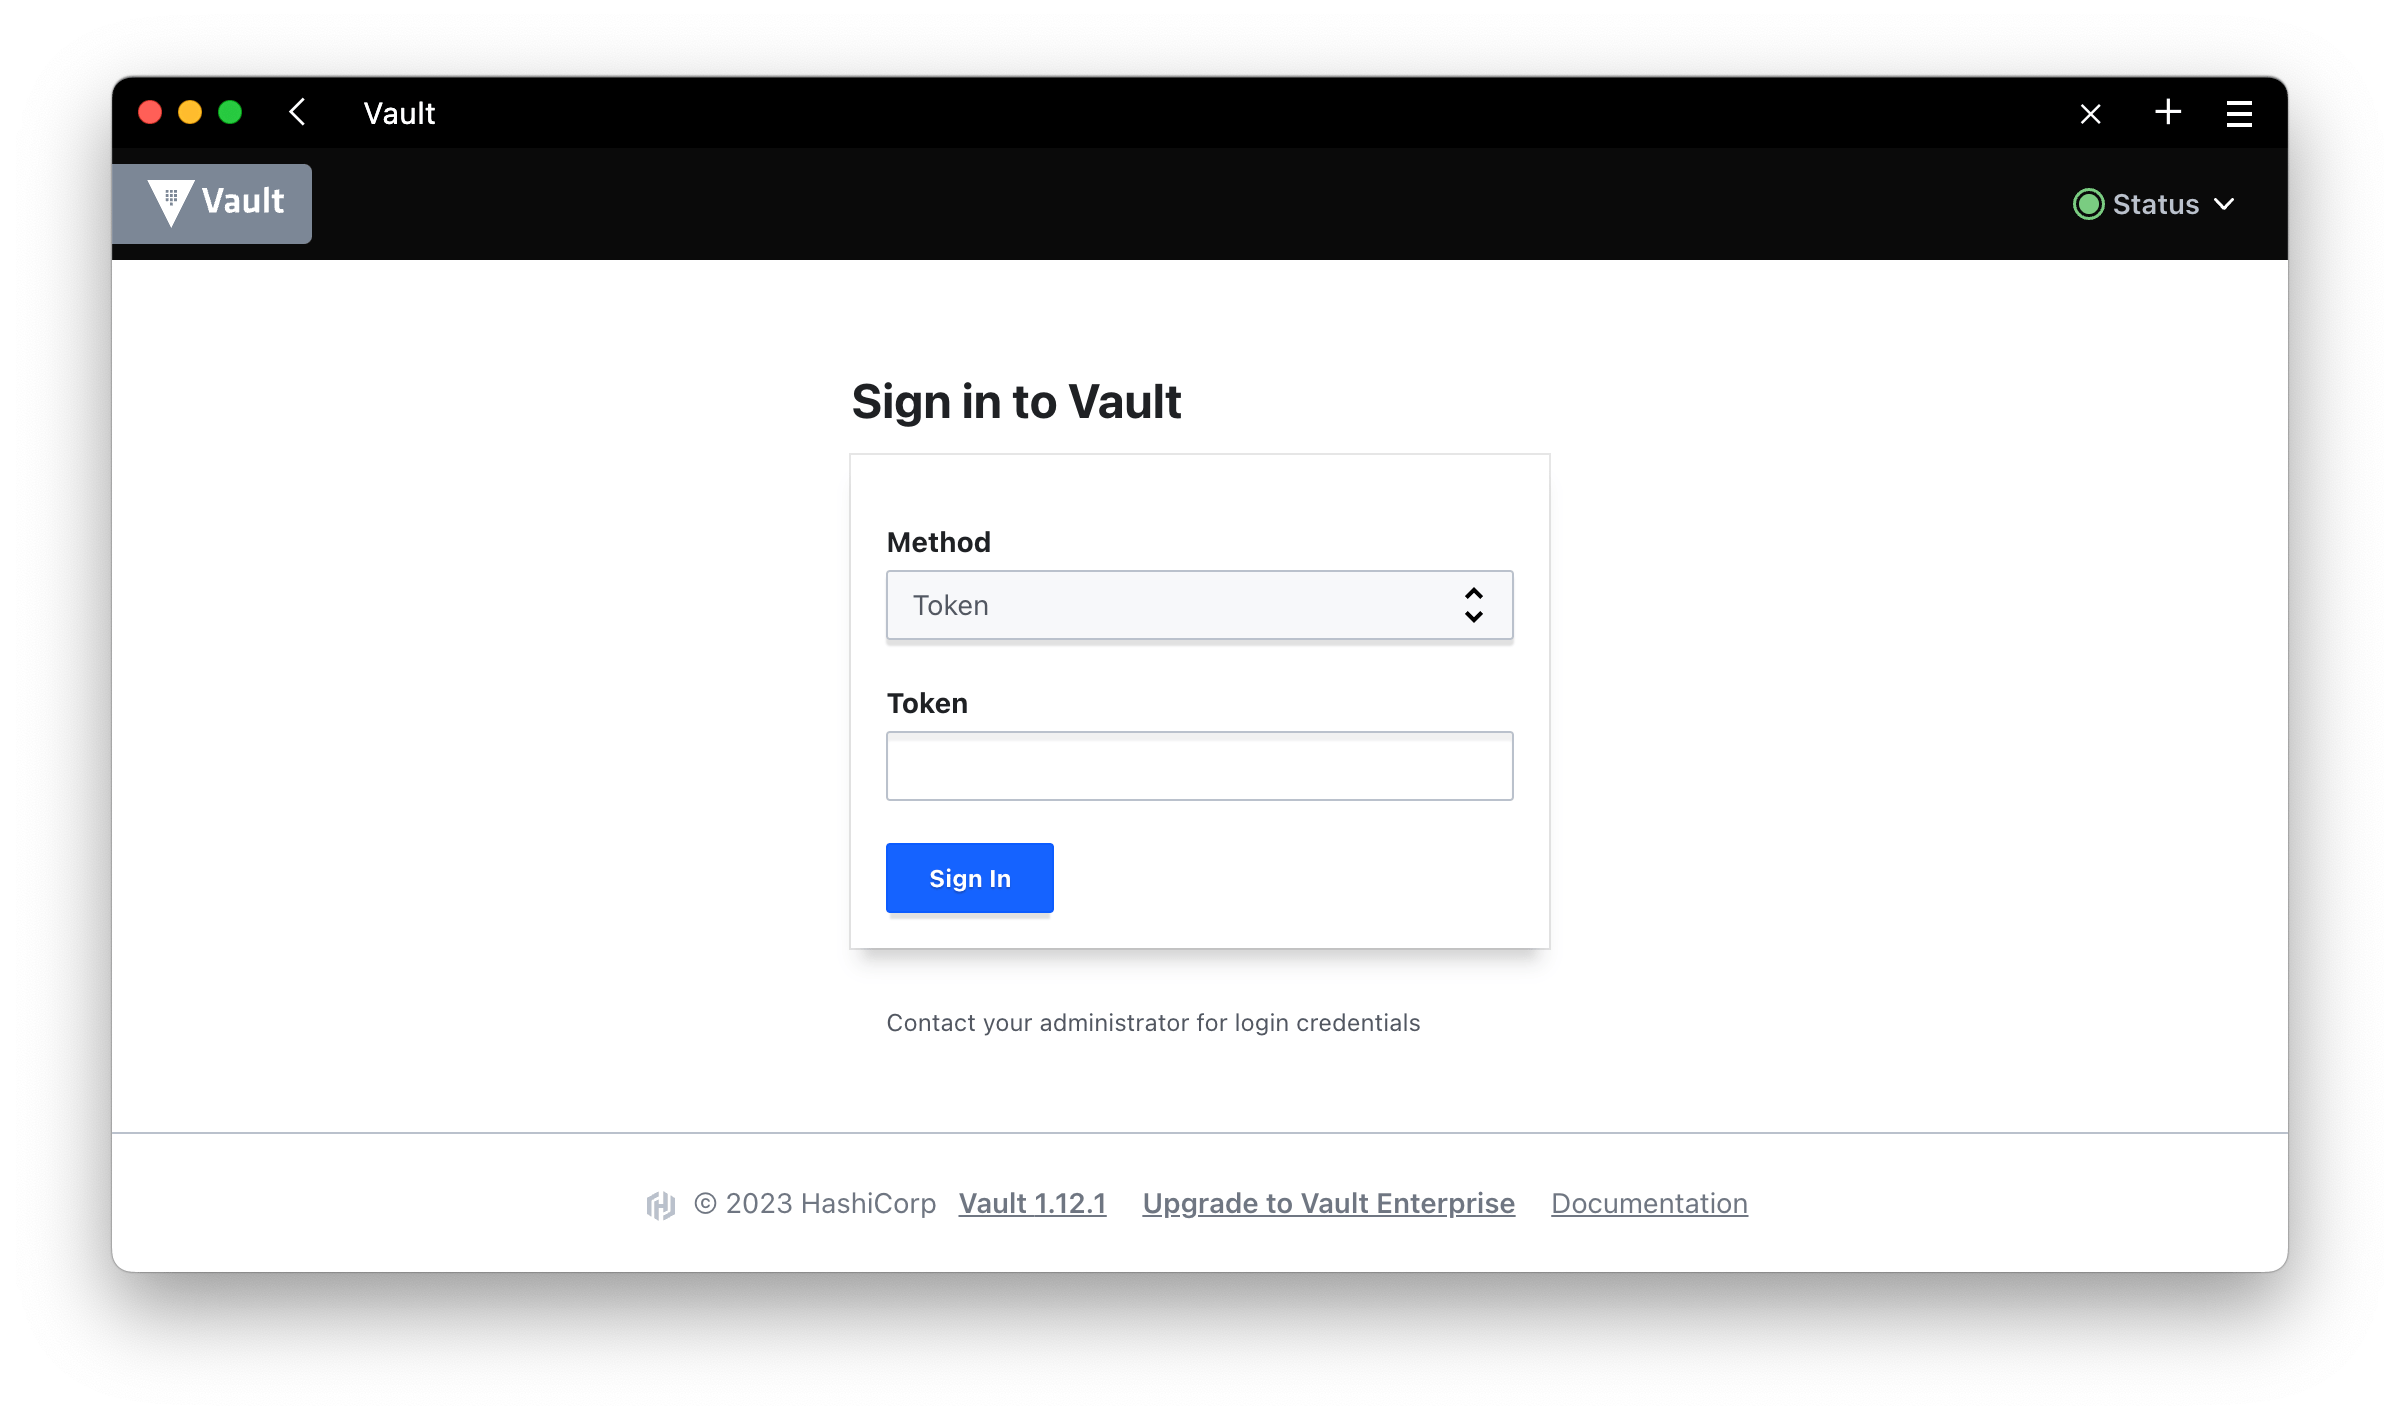 Vault
Vault
Status
Sign in to Vault
Method
Token
Token
Sign In
Contact your administrator for login credentials
© 2023 HashiCorp Vault 1.12.1 Upgrade to Vault Enterprise Documentation